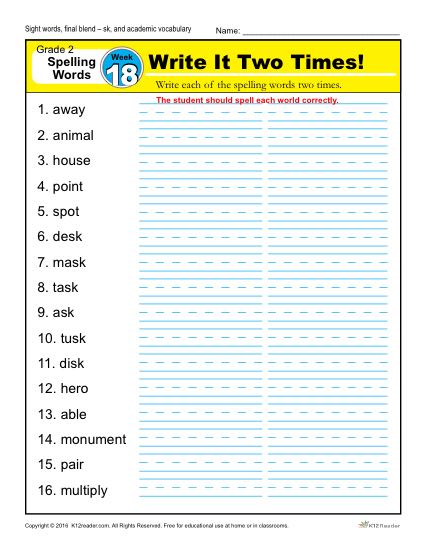 Sight words, final blend – sk, and academic vocabulary
Name: ___________________________
Grade 2
Spelling
Words
Week
18
Write It Two Times!
Write each of the spelling words two times.
The student should spell each world correctly.
1. away
2. animal
3. house
4. point
5. spot
6. desk
7. mask
8. task
9. ask
10. tusk
11. disk
12. hero
13. able
14. monument
15. pair
16. multiply
Copyright © 2016 K12reader.com. All Rights Reserved. Free for educational use at home or in classrooms.
K12Reader